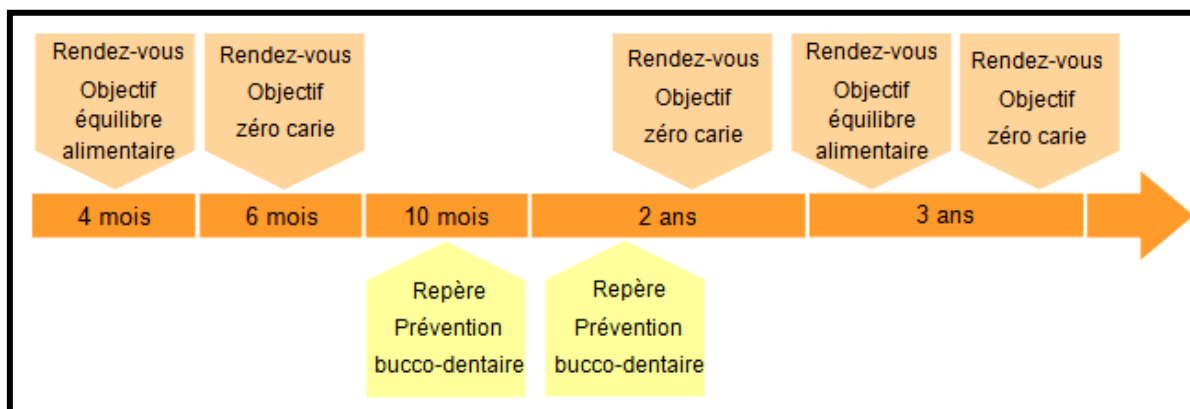 Rendez-vous
Objectif
équilibre
alimentaire
Rendez-vous
Objectif
zéro carie
Rendez-vous
Objectif
zéro carie
Rendez-vous
Objectif
équilibre
alimentaire
Rendez-vous
Objectif
zéro carie
4 mois
6 mois
10 mois
2 ans
3 ans
Repère
Prévention
bucco-dentaire
Repère
Prévention
bucco-dentaire